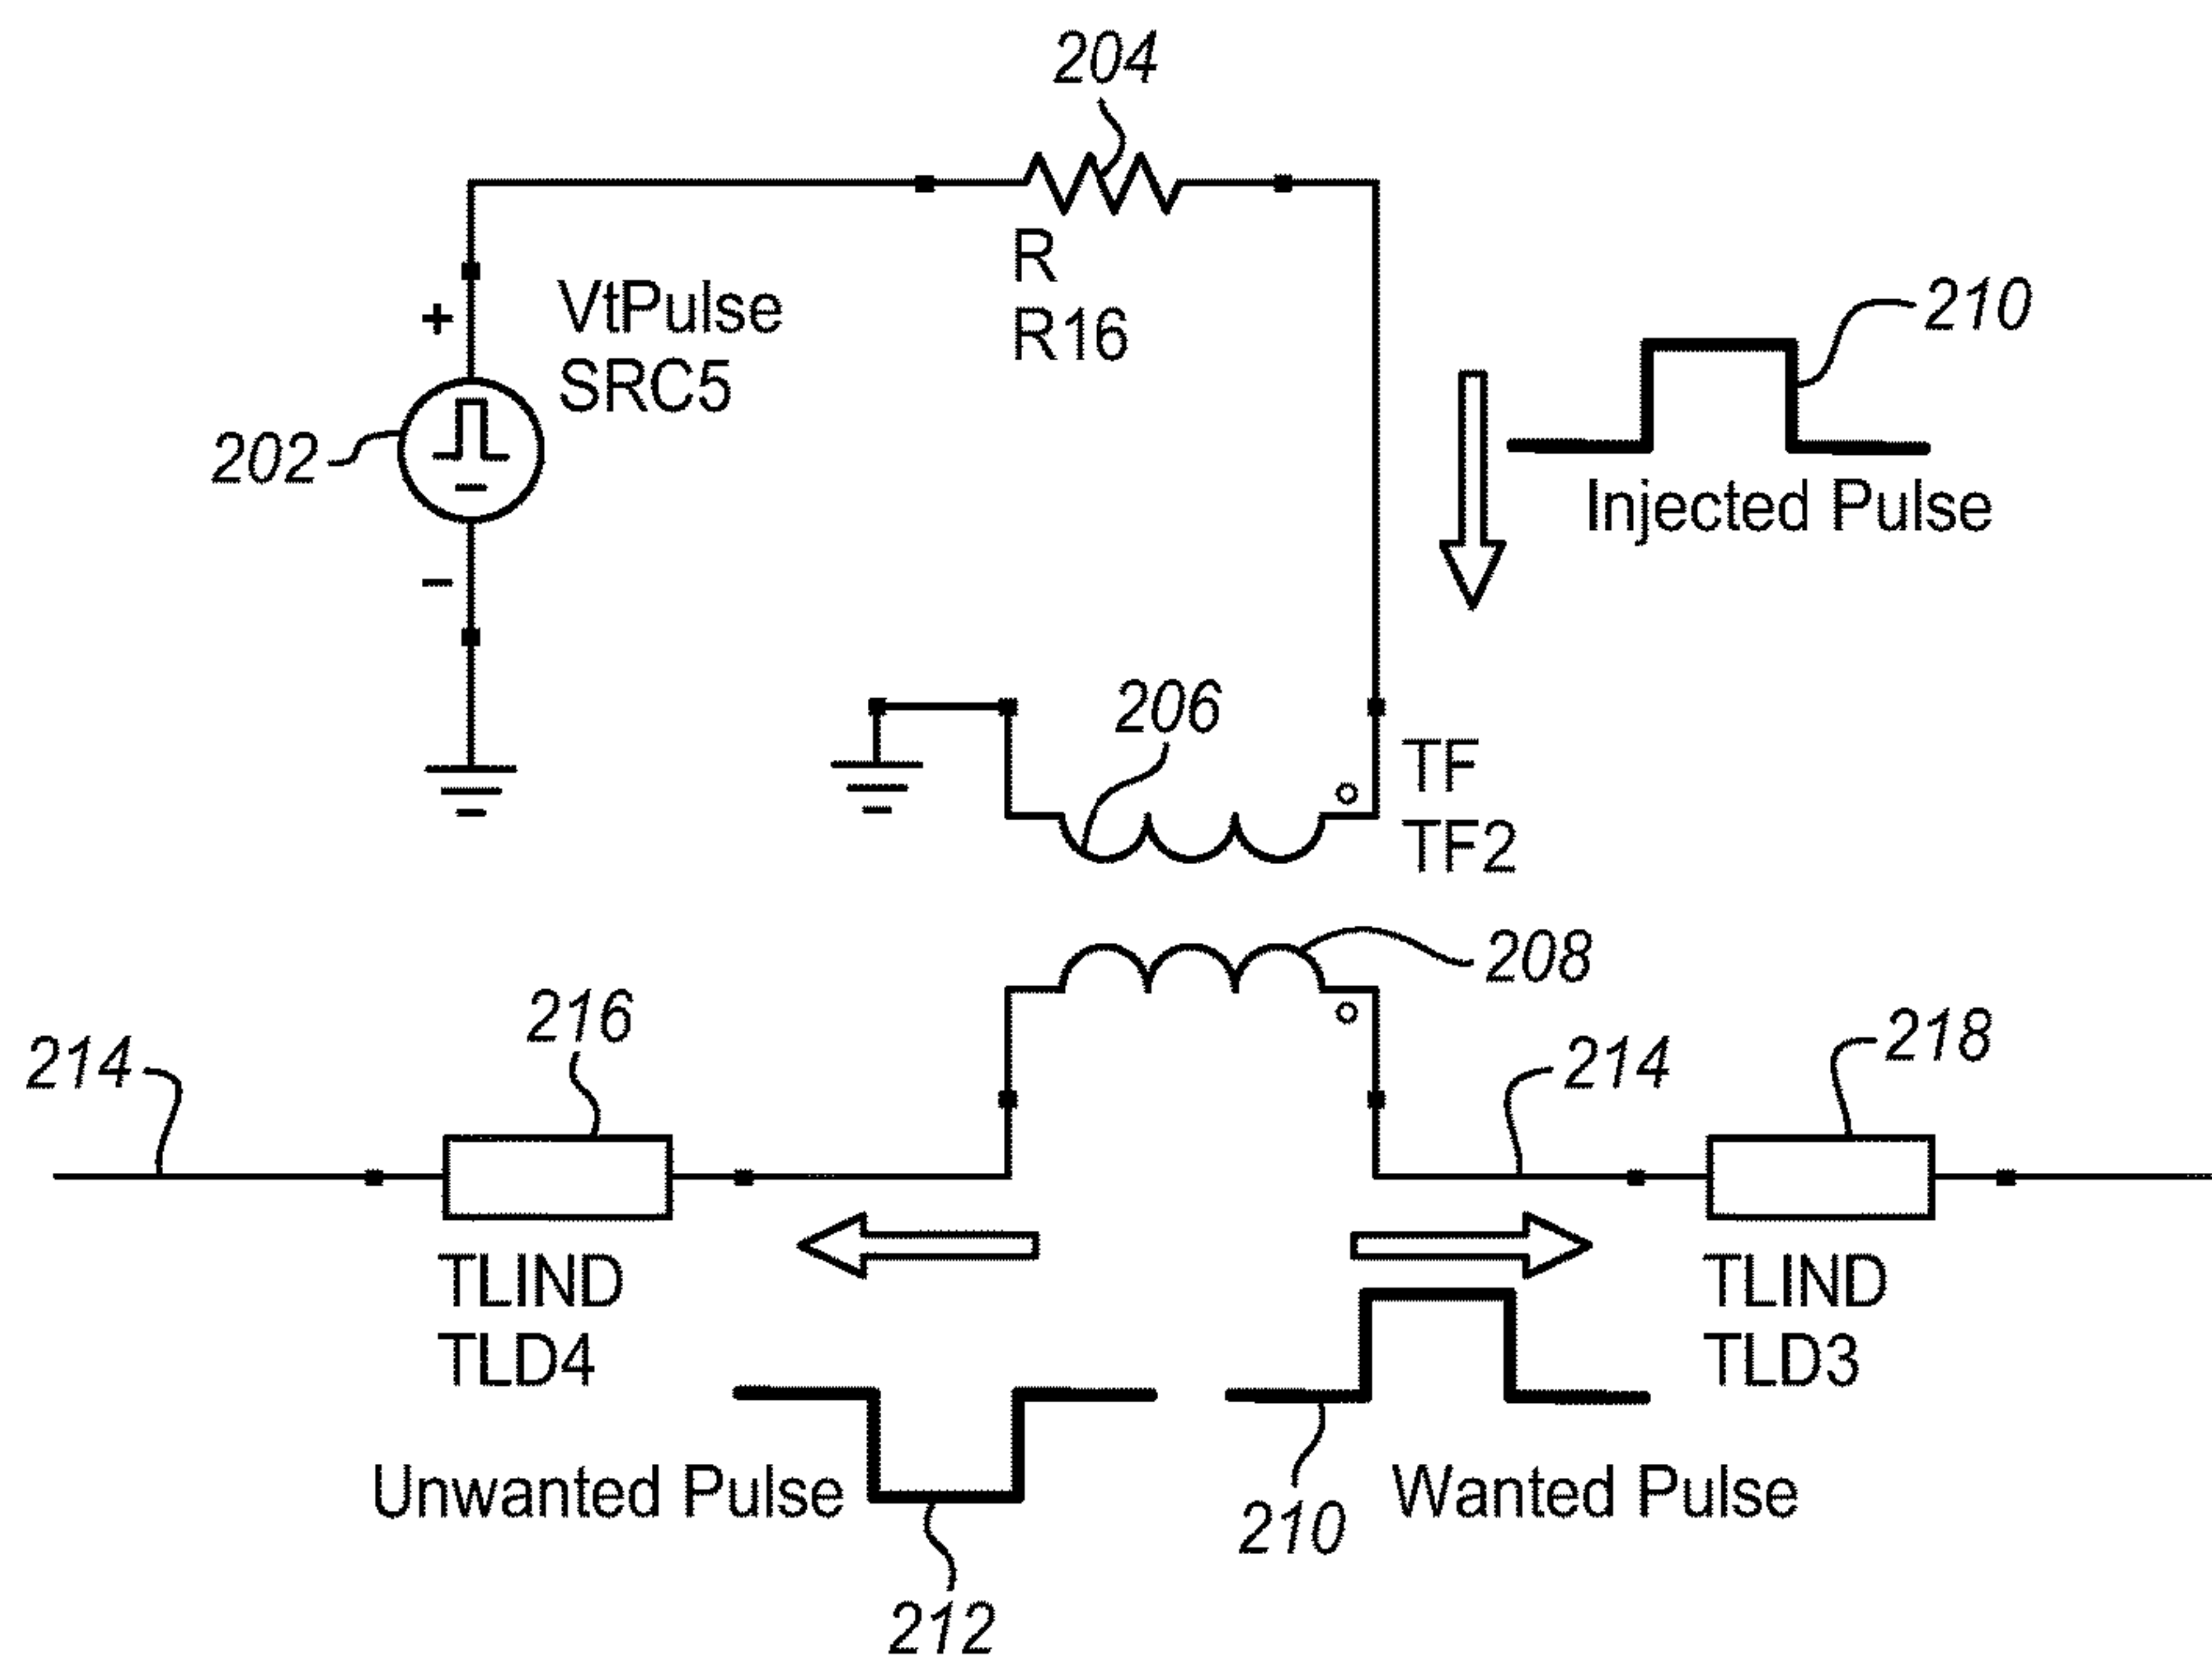 204
R
R16
210
+
VtPulse
SRC5
202
Injected Pulse
-
206
TF
TF2
208
214
216
214
218
TLIND
TLD4
TLIND
TLD3
Unwanted Pulse
Wanted Pulse
210
212